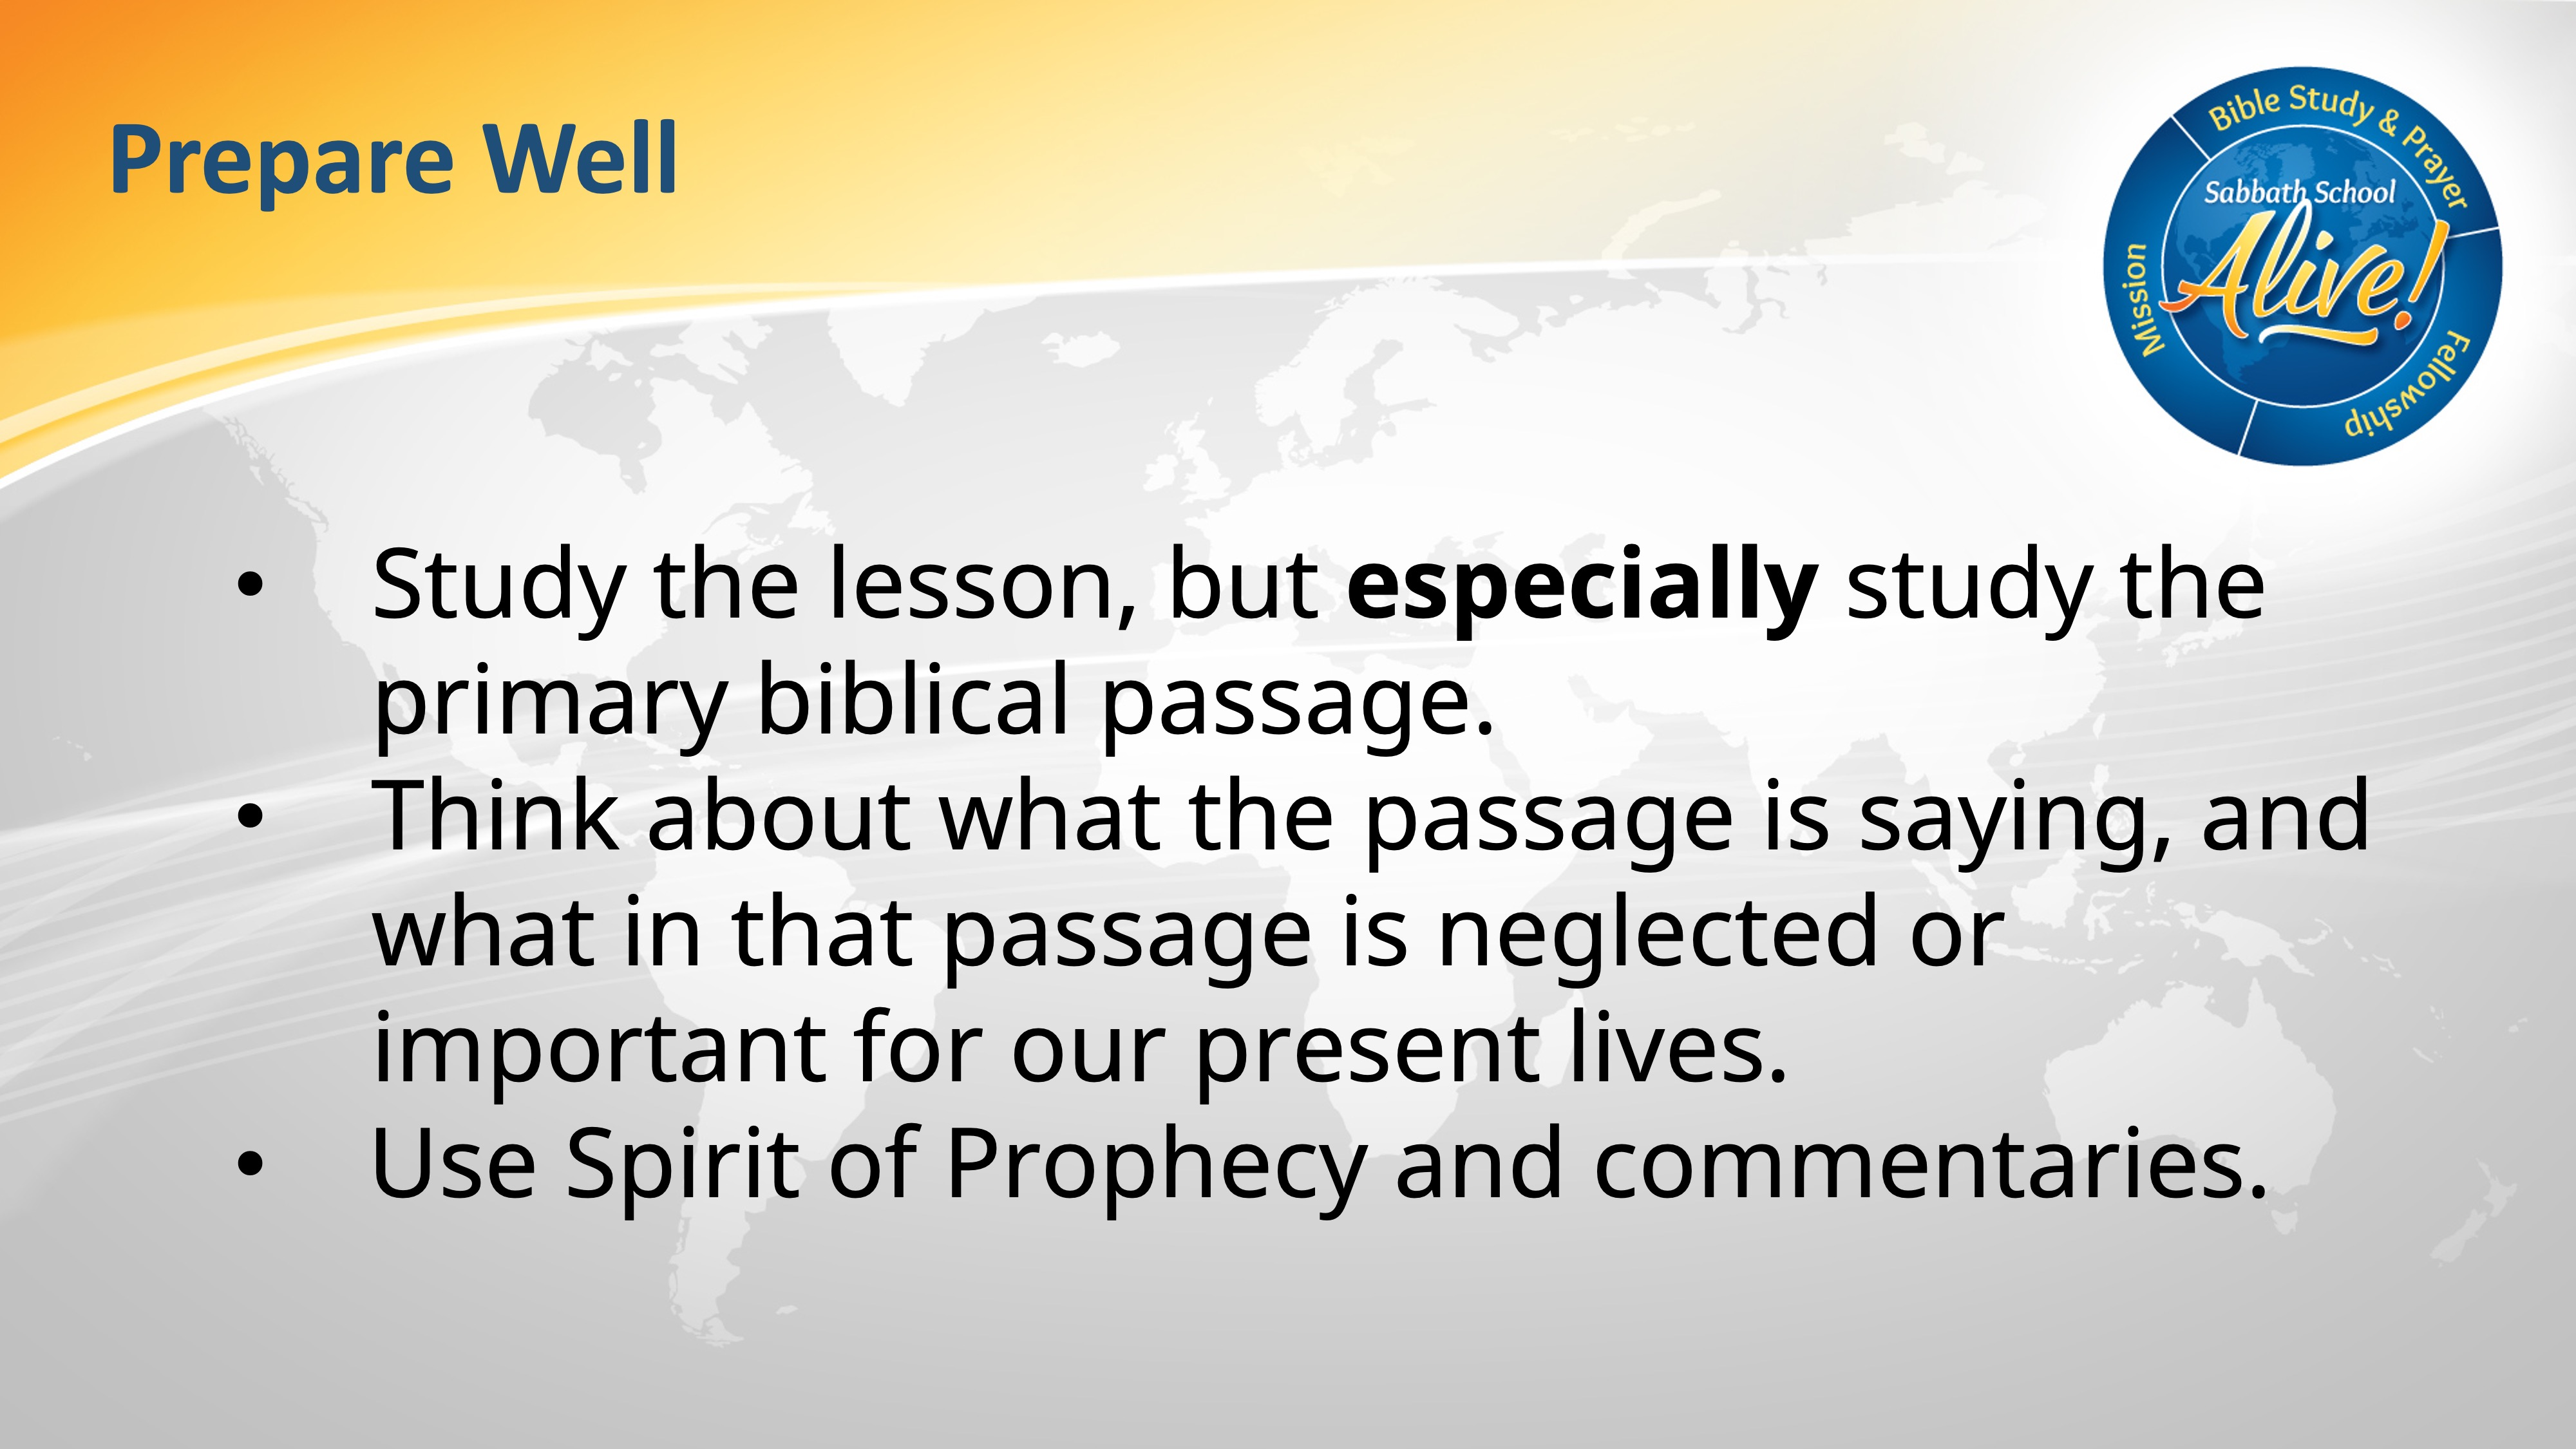 Prepare Well
Bible Study & Prayer
Sabbath School
Alive!
Mission
Fellowship
• Study the lesson, but especially study the
primary biblical passage.
• Think about what the passage is saying, and
what in that passage is neglected or
important for our present lives.
• Use Spirit of Prophecy and commentaries.